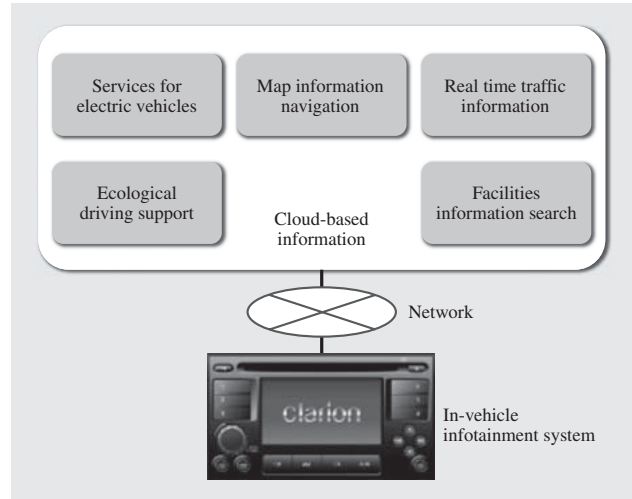 Services for
electric vehicles
Map information
navigation
Real time traffic
information
Ecological
driving support
Cloud-based
information
Facilities
information search
Network
clarion
In-vehicle
infotainment system